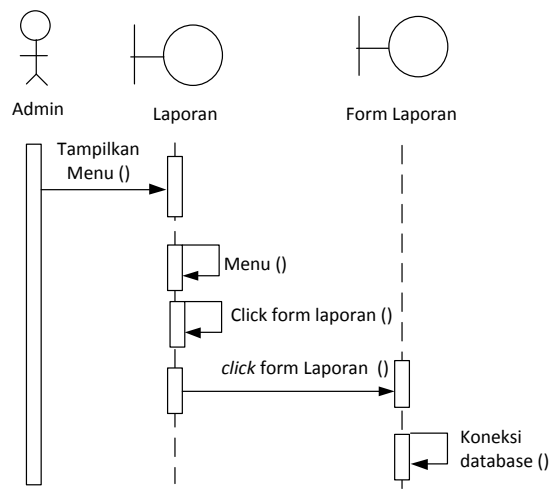 Admin
Laporan
Form Laporan
Tampilkan
Menu ()
Menu ()
Click form laporan ()
click form Laporan ()
Koneksi
database ()